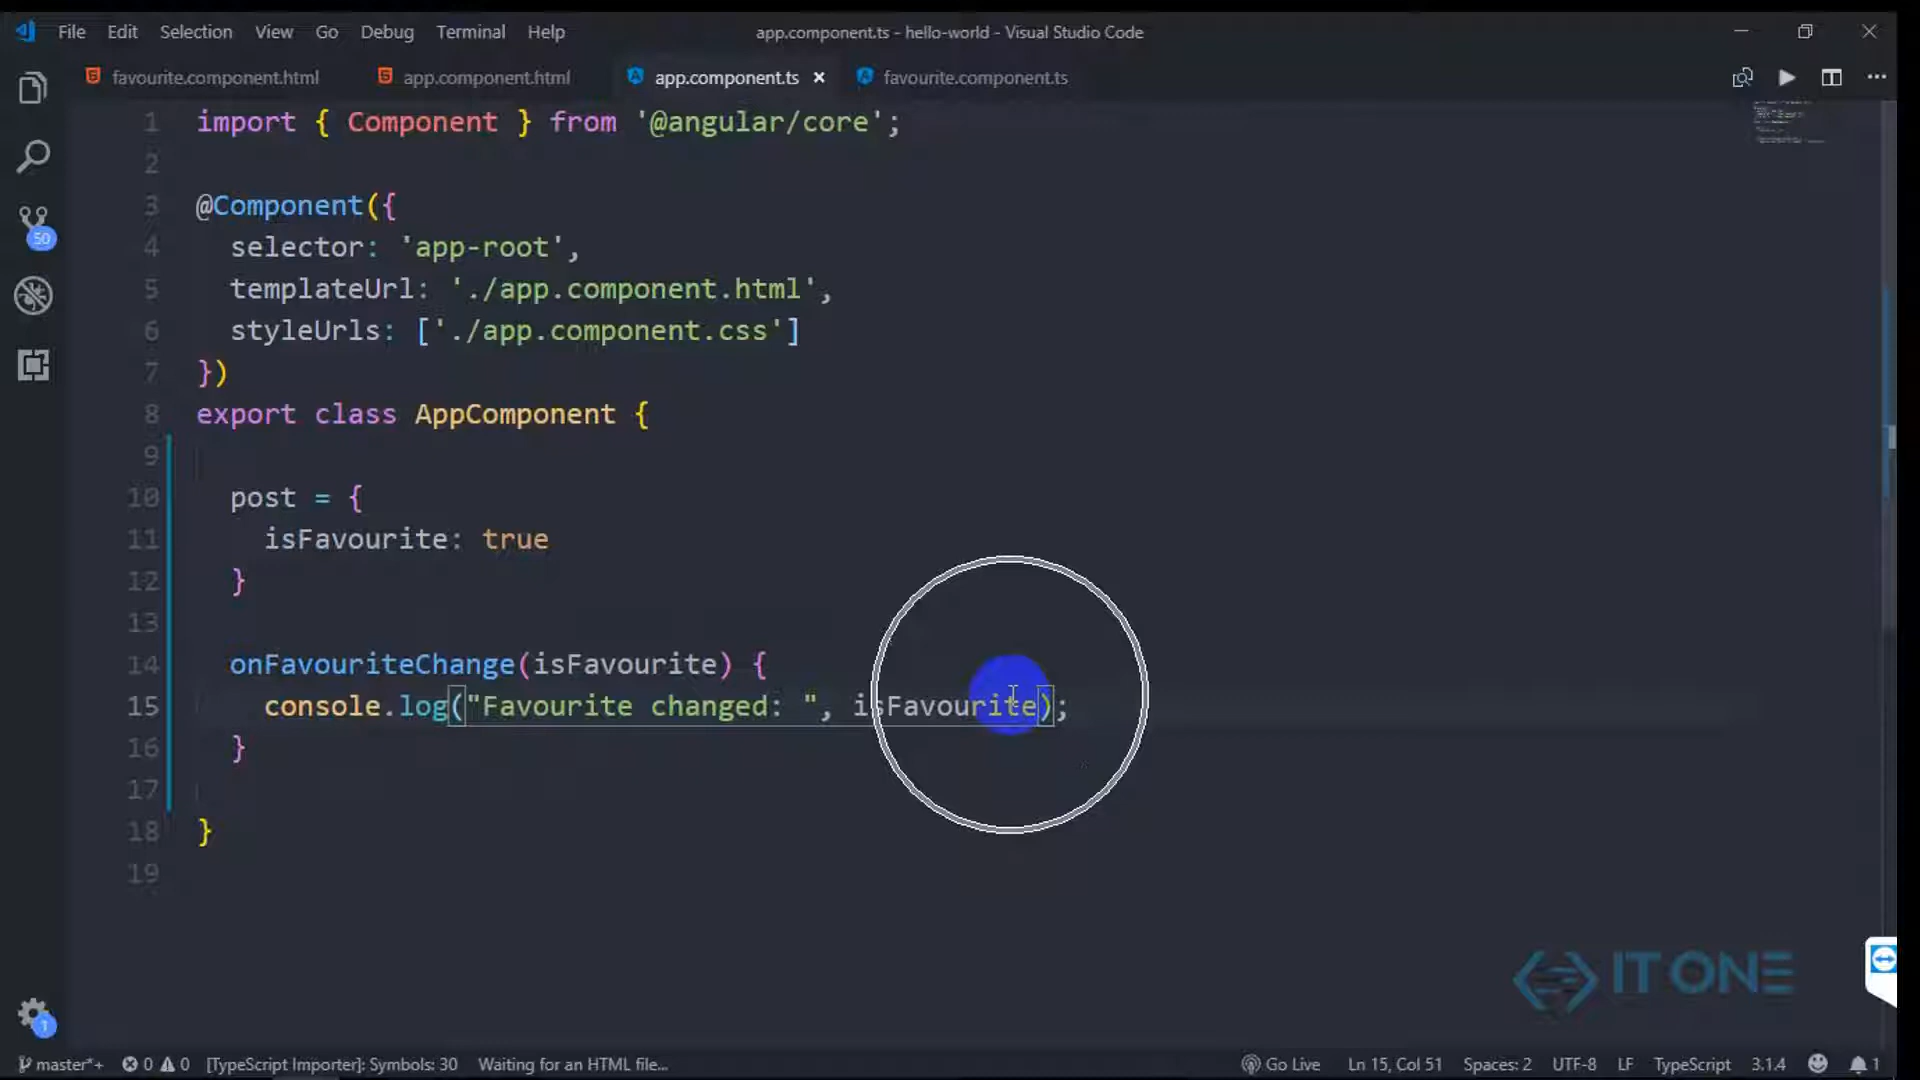 File Edit Selection View Go Debug Terminal Help app.component.ts - hello-world - Visual Studio Code
favourite.component.html app.component.html app.component.ts favourite.component.ts
1 import { Component } from '@angular/core';
2
3 @Component({
4 selector: 'app-root',
5 templateUrl: './app.component.html',
6 styleUrls: ['./app.component.css']
7 })
8 export class AppComponent {
9
10 post = {
11 isFavourite: true
12 }
13
14 onFavouriteChange(isFavourite) {
15 console.log("Favourite changed: ", isFavourite);
16 }
17
18 }
19
50
1
IT ONE
master*+ 0 0 [TypeScript Importer]: Symbols: 30 Waiting for an HTML file... Go Live Ln 15, Col 51 Spaces: 2 UTF-8 LF TypeScript 3.1.4 1